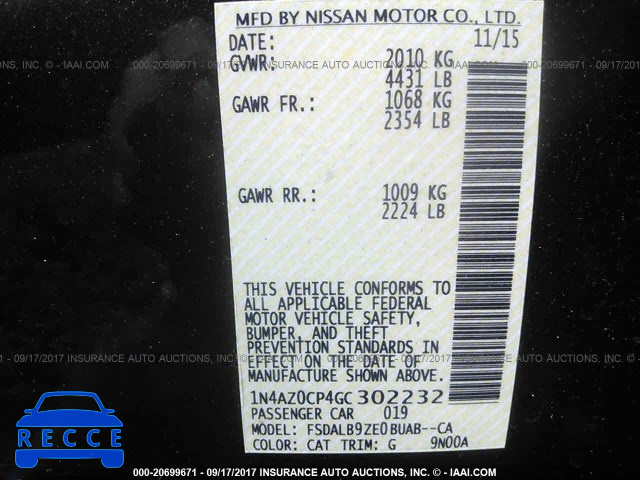 MFD BY NISSAN MOTOR CO., LTD.
DATE: 11/15
GVWR: 2010 KG
4431 LB
GAWR FR.: 1068 KG
2354 LB
GAWR RR.: 1009 KG
2224 LB
THIS VEHICLE CONFORMS TO
ALL APPLICABLE FEDERAL
MOTOR VEHICLE SAFETY,
BUMPER, AND THEFT
PREVENTION STANDARDS IN
EFFECT ON THE DATE OF
MANUFACTURE SHOWN ABOVE.
1N4AZ0CP4GC302232
PASSENGER CAR 019
MODEL: FSDALB9ZE0BUAB--CA
COLOR: CAT TRIM: G 9N00A
000-20699671 - 09/17/2017 INSURANCE AUTO AUCTIONS, INC. - IAAI.COM
RECCE